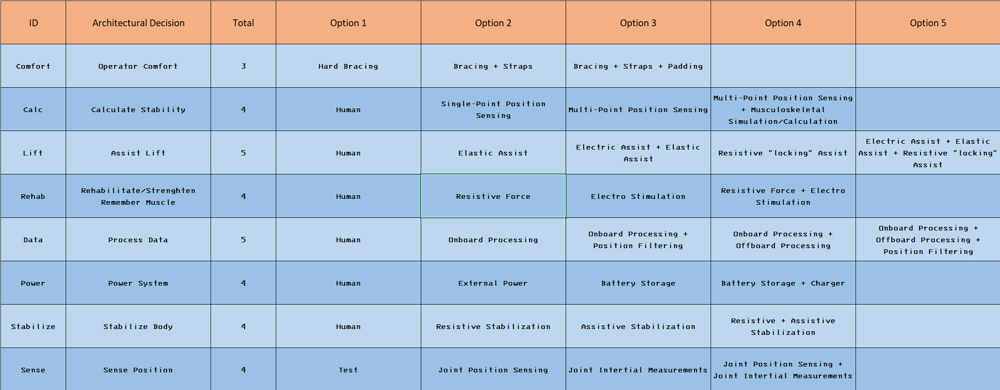 ID Architectural Decision Total Option 1 Option 2 Option 3 Option 4 Option 5
Comfort Operator Comfort 3 Hard Bracing Bracing + Straps Bracing + Straps + Padding
Calc Calculate Stability 4 Human
Single-Point Position
Sensing
Multi-Point Position Sensing
Multi-Point Position Sensing
+ Musculoskeletal
Simulation/Calculation
Lift Assist Lift 5 Human Elastic Assist
Electric Assist + Elastic
Assist
Resistive "locking" Assist
Electric Assist + Elastic
Assist + Resistive "locking"
Assist
Rehab
Rehabilitate/Strenghten
Remember Muscle
4 Human Resistive Force Electro Stimulation
Resistive Force + Electro
Stimulation
Data Process Data 5 Human Onboard Processing
Onboard Processing +
Position Filtering
Onboard Processing +
Offboard Processing
Onboard Processing +
Offboard Processing +
Position Filtering
Power Power System 4 Human External Power Battery Storage Battery Storage + Charger
Stabilize Stabilize Body 4 Human Resistive Stabilization Assistive Stabilization
Resistive + Assistive
Stabilization
Sense Sense Position 4 Test Joint Position Sensing Joint Intertial Measurements
Joint Position Sensing +
Joint Intertial Measurements